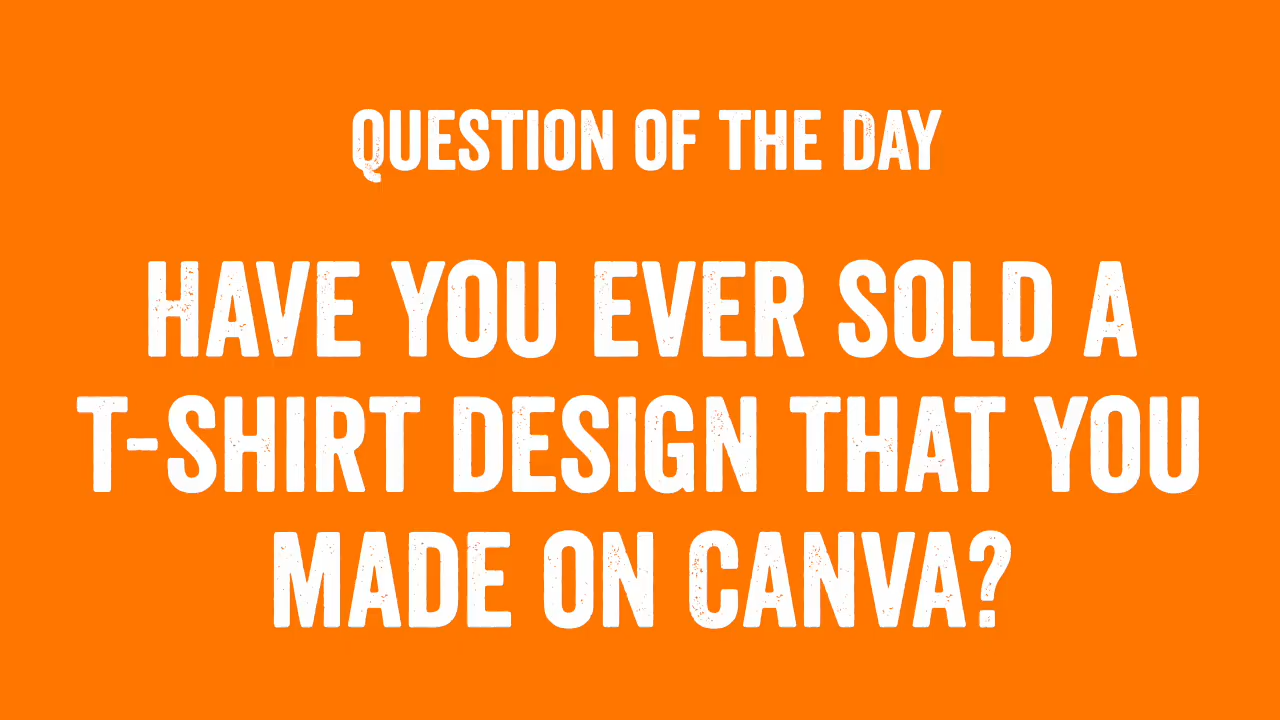 QUESTION OF THE DAY
HAVE YOU EVER SOLD A
T-SHIRT DESIGN THAT YOU
MADE ON CANVA?